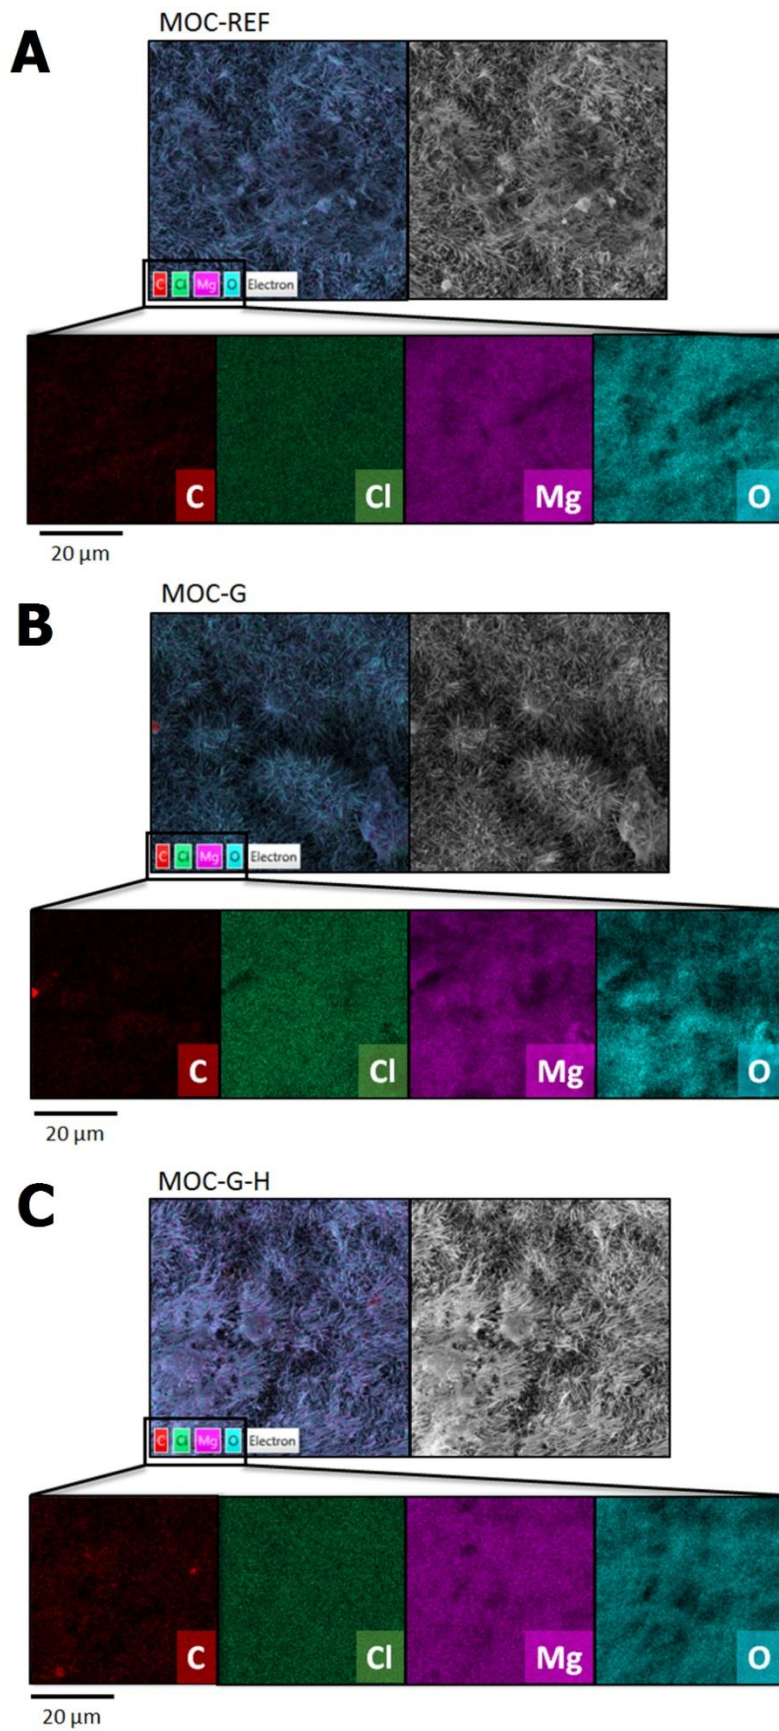 MOC-REF
A
C Cl Mg O Electron
C Cl Mg O
20 μm
MOC-G
B
C Cl Mg O Electron
C Cl Mg O
20 μm
MOC-G-H
C
C Cl Mg O Electron
C Cl Mg O
20 μm